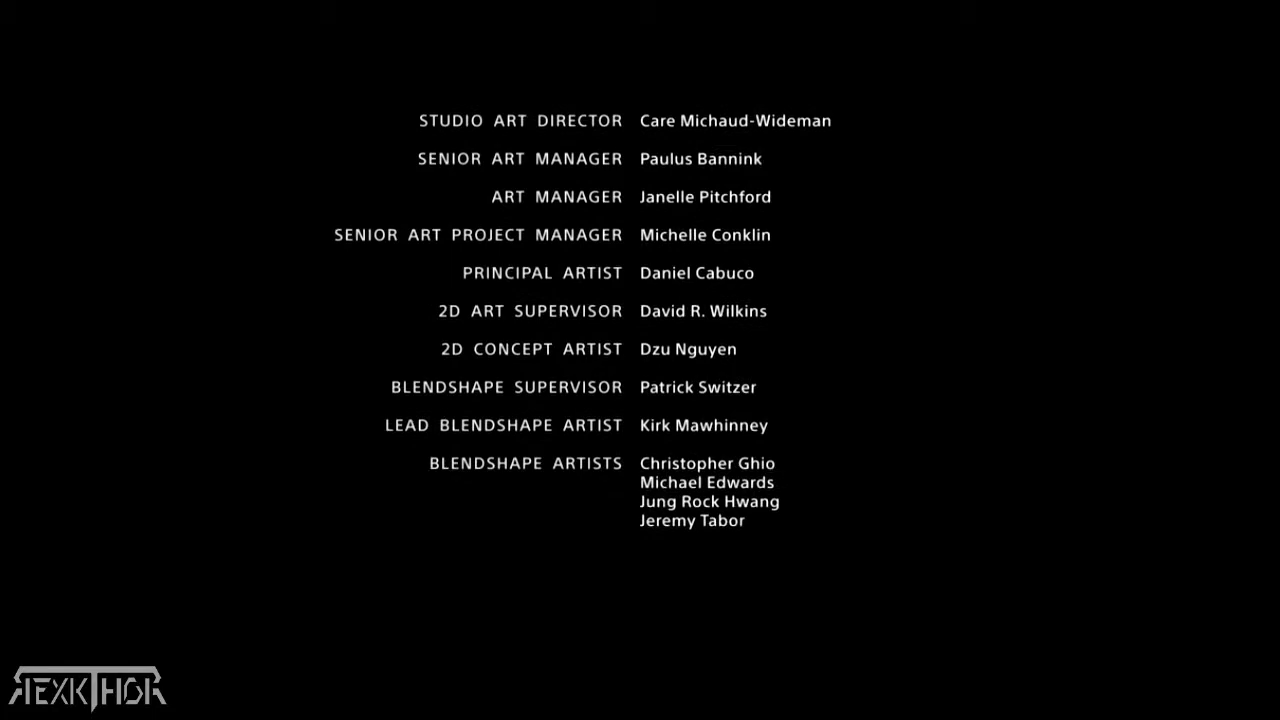 STUDIO ART DIRECTOR Care Michaud-Wideman
SENIOR ART MANAGER Paulus Bannink
ART MANAGER Janelle Pitchford
SENIOR ART PROJECT MANAGER Michelle Conklin
PRINCIPAL ARTIST Daniel Cabuco
2D ART SUPERVISOR David R. Wilkins
2D CONCEPT ARTIST Dzu Nguyen
BLENDSHAPE SUPERVISOR Patrick Switzer
LEAD BLENDSHAPE ARTIST Kirk Mawhinney
BLENDSHAPE ARTISTS Christopher Ghio
Michael Edwards
Jung Rock Hwang
Jeremy Tabor